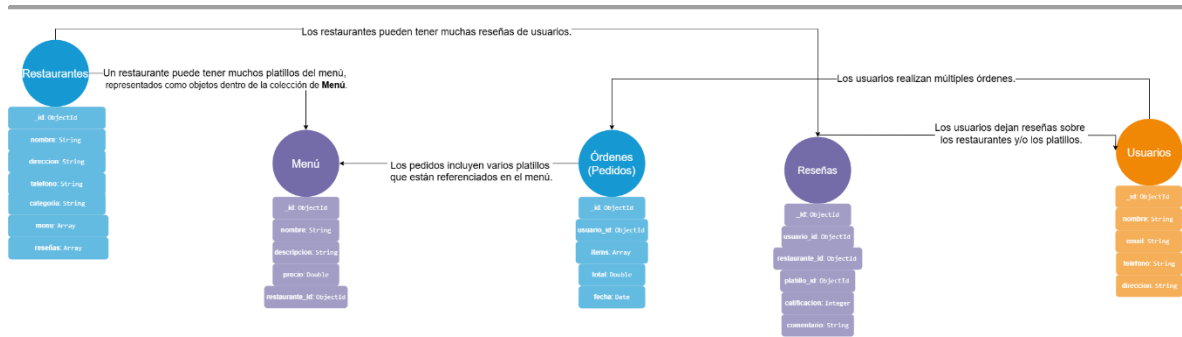 Los restaurantes pueden tener muchas reseñas de usuarios.
Restaurantes
Un restaurante puede tener muchos platillos del menú,
representados como objetos dentro de la colección de Menú.
_id: ObjectId
nombre: String
direccion: String
telefono: String
categoria: String
menu: Array
reseñas: Array
Menú
_id: ObjectId
nombre: String
descripcion: String
precio: Double
restaurante_id: ObjectId
Los pedidos incluyen varios platillos
que están referenciados en el menú.
Órdenes
(Pedidos)
_id: ObjectId
usuario_id: ObjectId
items: Array
total: Double
fecha: Date
Los usuarios realizan múltiples órdenes.
Reseñas
_id: ObjectId
usuario_id: ObjectId
restaurante_id: ObjectId
platillo_id: ObjectId
calificacion: Integer
comentario: String
Los usuarios dejan reseñas sobre
los restaurantes y/o los platillos.
Usuarios
_id: ObjectId
nombre: String
email: String
telefono: String
direccion: String